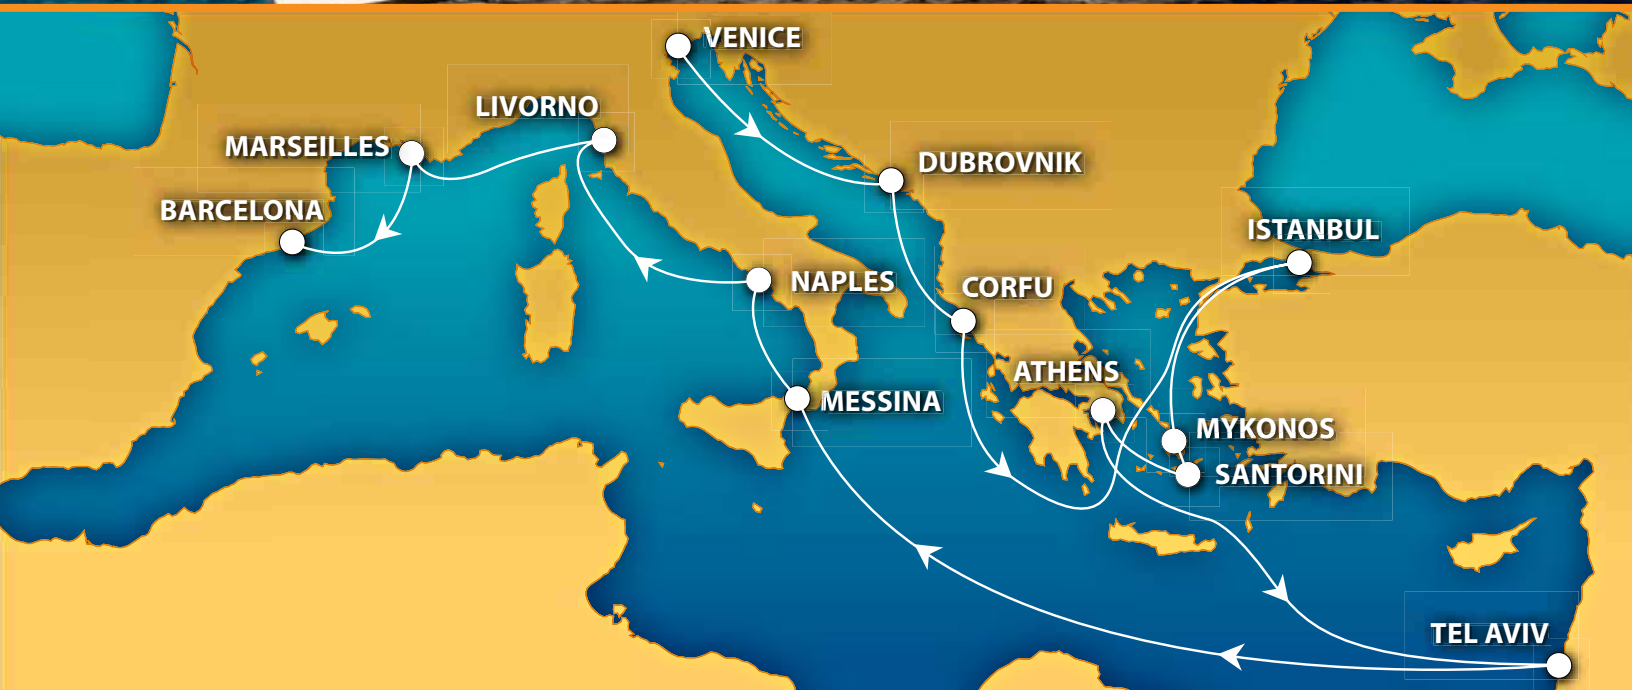 VENICE
LIVORNO
MARSEILLES
DUBROVNIK
BARCELONA
ISTANBUL
NAPLES
CORFU
ATHENS
MESSINA
MYKONOS
SANTORINI
TEL AVIV